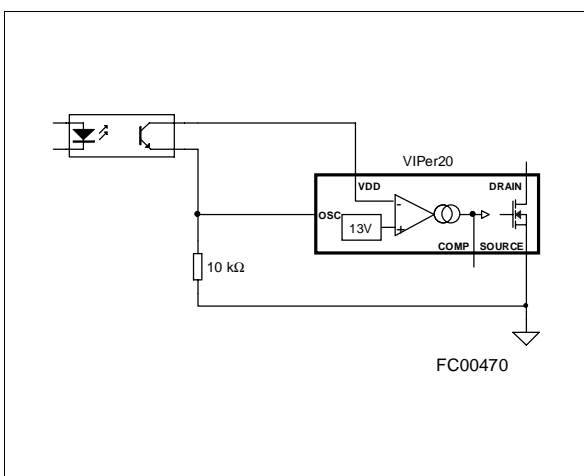 VIPer20
VDD
DRAIN
OSC
-
13V
+
COMP
SOURCE
10 kΩ
FC00470